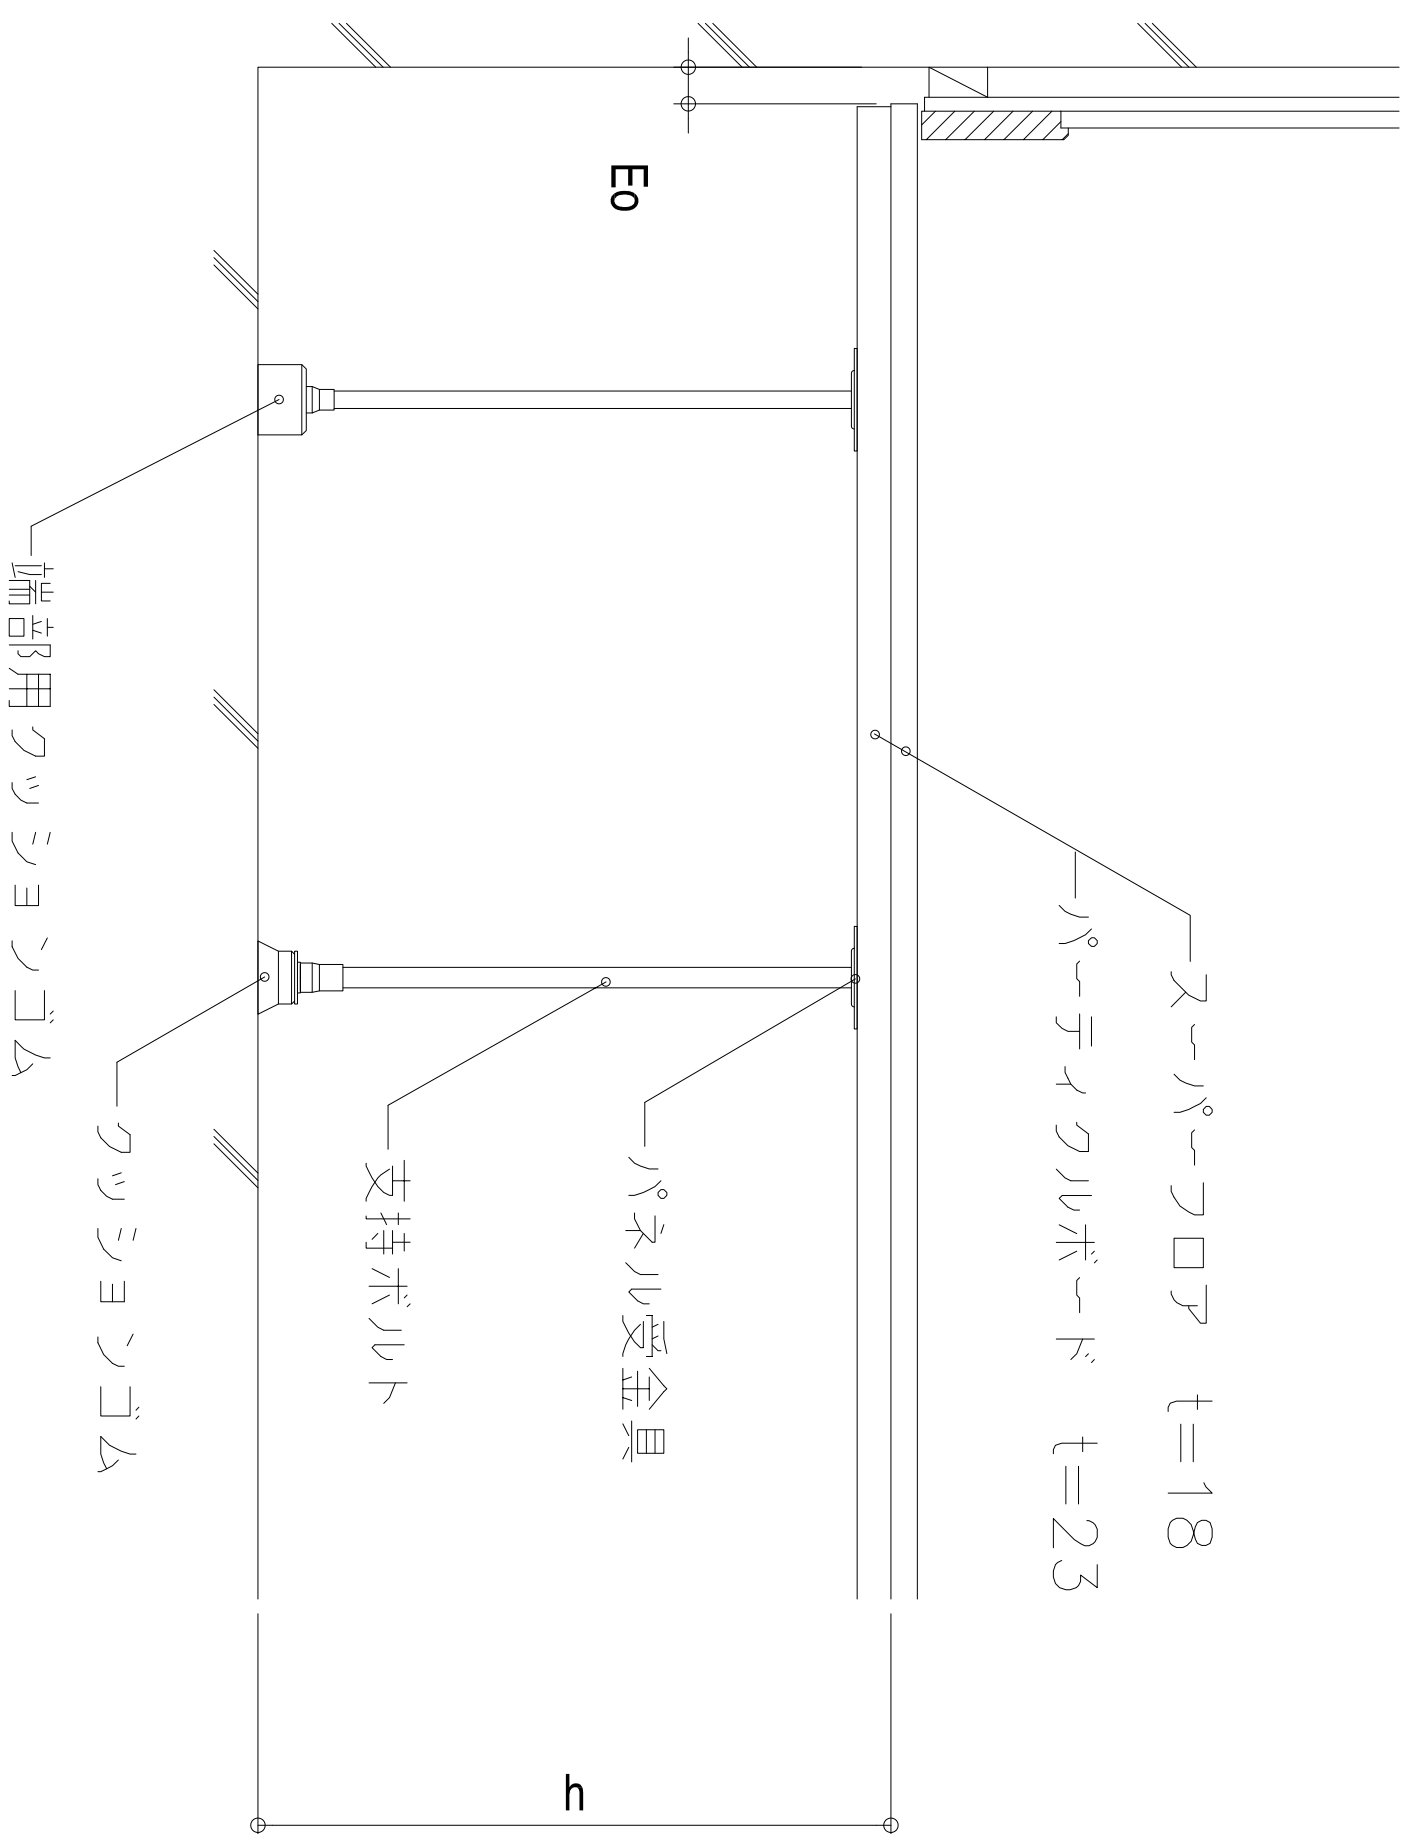 スーパーフロア　t=18
パーティクルボード　t=23
Eo
パネル受金具
支持ボルト
クッションゴム
端部用クッションゴム
h